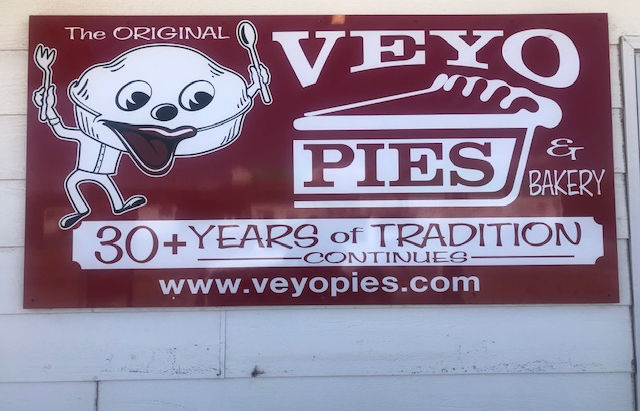 The ORIGINAL
VEYO
PIES
& BAKERY
30+ YEARS of TRADITION
CONTINUES
www.veyopies.com